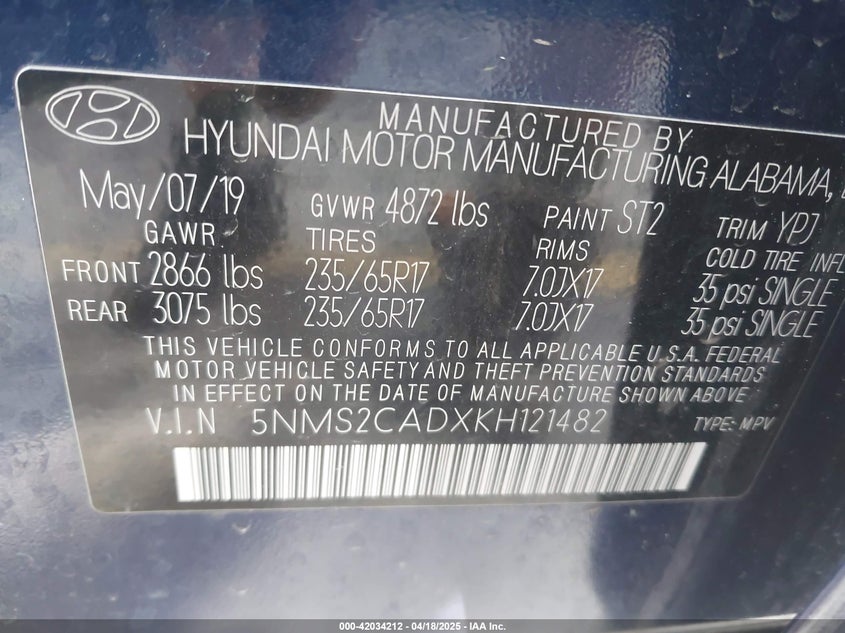 MANUFACTURED BY
HYUNDAI MOTOR MANUFACTURING ALABAMA,
May/07/19 GVWR 4872 lbs PAINT ST2 TRIM YPJ
GAWR TIRES RIMS COLD TIRE INFL
FRONT 2866 lbs 235/65R17 7.0JX17 35 psi SINGLE
REAR 3075 lbs 235/65R17 7.0JX17 35 psi SINGLE
THIS VEHICLE CONFORMS TO ALL APPLICABLE U.S.A. FEDERAL
MOTOR VEHICLE SAFETY AND THEFT PREVENTION STANDARDS
IN EFFECT ON THE DATE OF MANUFACTURE SHOWN ABOVE
V.I.N 5NMS2CADXKH121482 TYPE: MPV
000-42034212 - 04/18/2025 - IAA Inc.